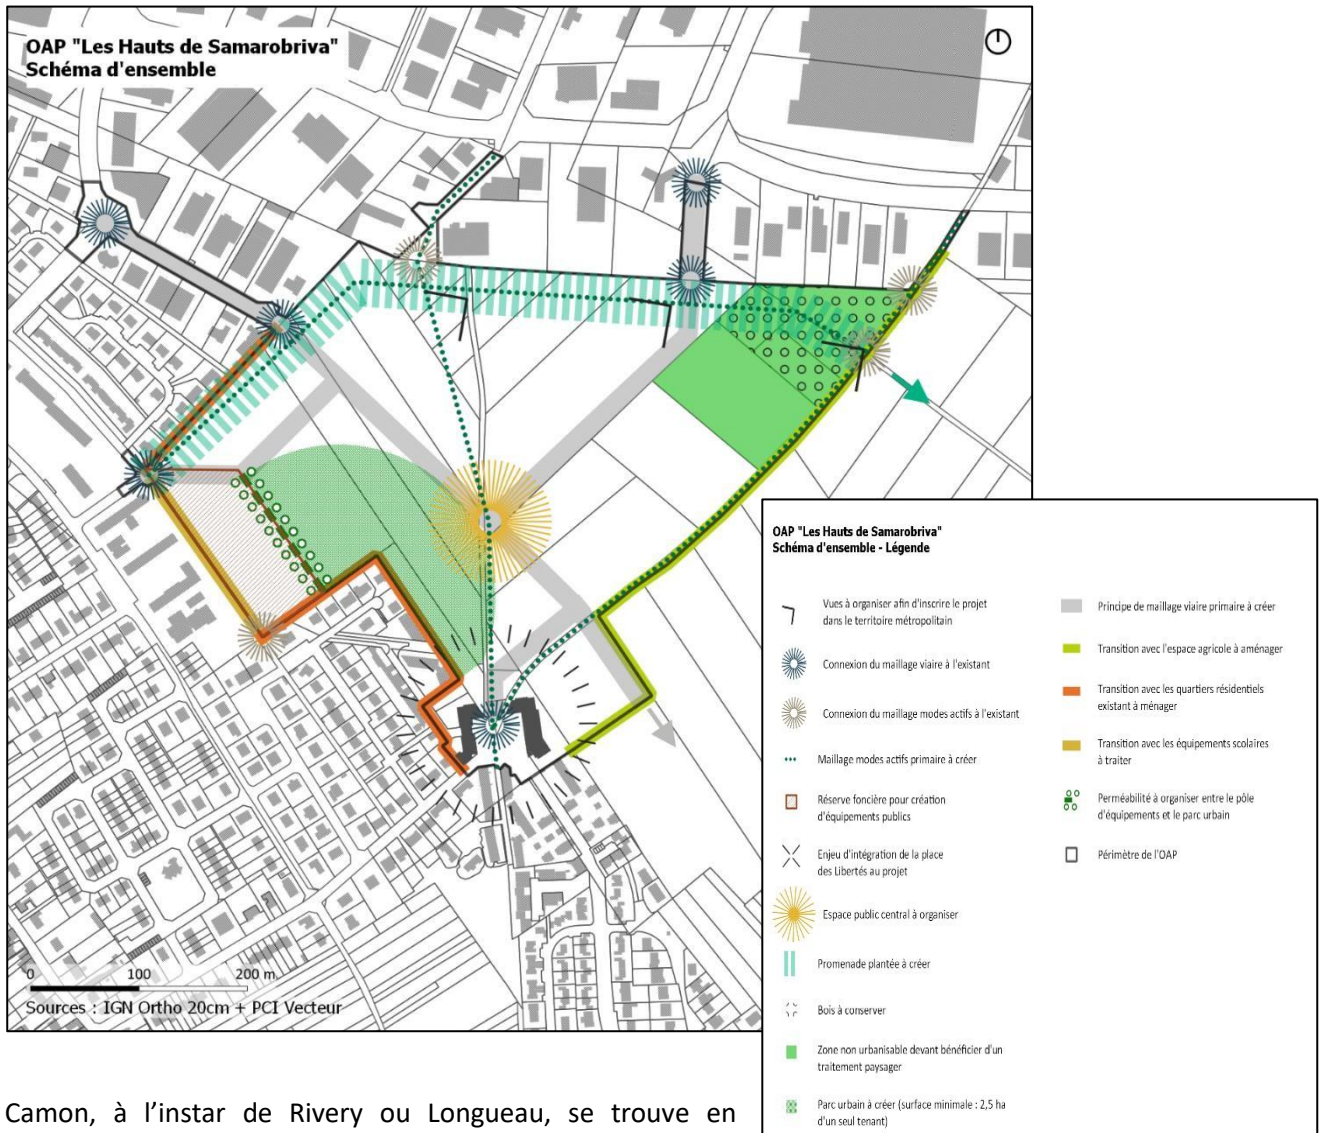 OAP "Les Hauts de Samarobriva"
Schéma d'ensemble
0 100 200 m
Sources : IGN Ortho 20cm + PCI Vecteur
OAP "Les Hauts de Samarobriva"
Schéma d'ensemble - Légende
Vues à organiser afin d'inscrire le projet
dans le territoire métropolitain
Connexion du maillage viaire à l'existant
Connexion du maillage modes actifs à l'existant
Maillage modes actifs primaire à créer
Réserve foncière pour création
d'équipements publics
Enjeu d'intégration de la place
des Libertés au projet
Espace public central à organiser
Promenade plantée à créer
Bois à conserver
Zone non urbanisable devant bénéficier d'un
traitement paysager
Parc urbain à créer (surface minimale : 2,5 ha
d'un seul tenant)
Principe de maillage viaire primaire à créer
Transition avec l'espace agricole à aménager
Transition avec les quartiers résidentiels
existant à ménager
Transition avec les équipements scolaires
à traiter
Perméabilité à organiser entre le pôle
d'équipements et le parc urbain
Périmètre de l'OAP
Camon, à l'instar de Rivery ou Longueau, se trouve en